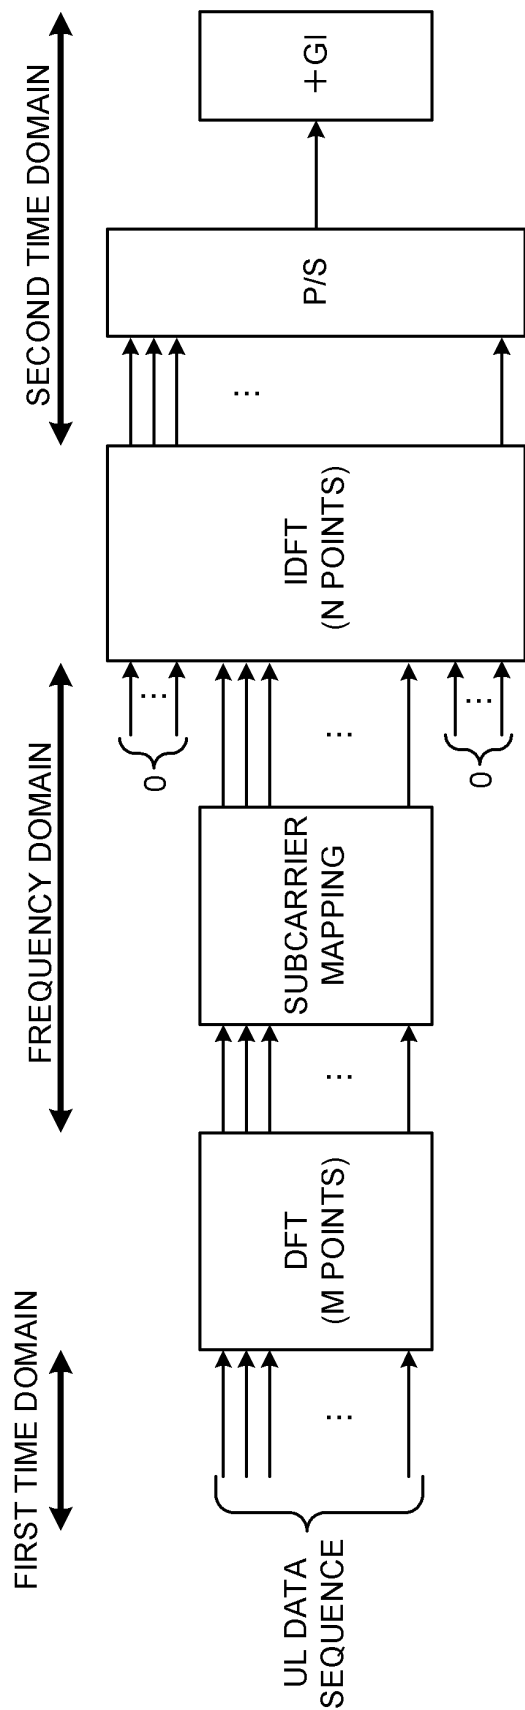 FIRST TIME DOMAIN
FREQUENCY DOMAIN
SECOND TIME DOMAIN
UL DATA
SEQUENCE
...
DFT
(M POINTS)
...
SUBCARRIER
MAPPING
...
0
...
0
...
IDFT
(N POINTS)
...
P/S
+GI